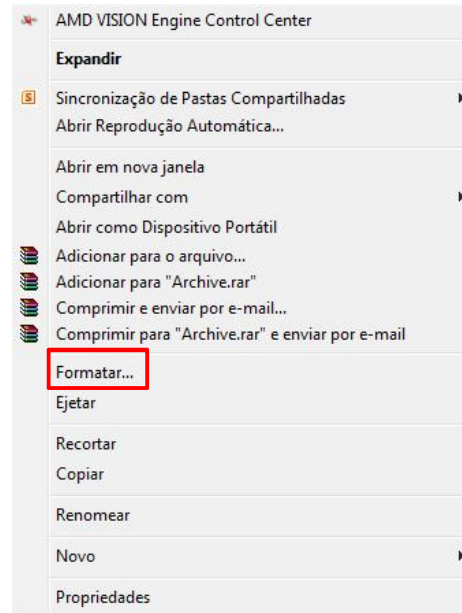 AMD VISION Engine Control Center
Expandir
Sincronização de Pastas Compartilhadas
Abrir Reprodução Automática...
Abrir em nova janela
Compartilhar com
Abrir como Dispositivo Portátil
Adicionar para o arquivo...
Adicionar para "Archive.rar"
Comprimir e enviar por e-mail...
Comprimir para "Archive.rar" e enviar por e-mail
Formatar...
Ejetar
Recortar
Copiar
Renomear
Novo
Propriedades